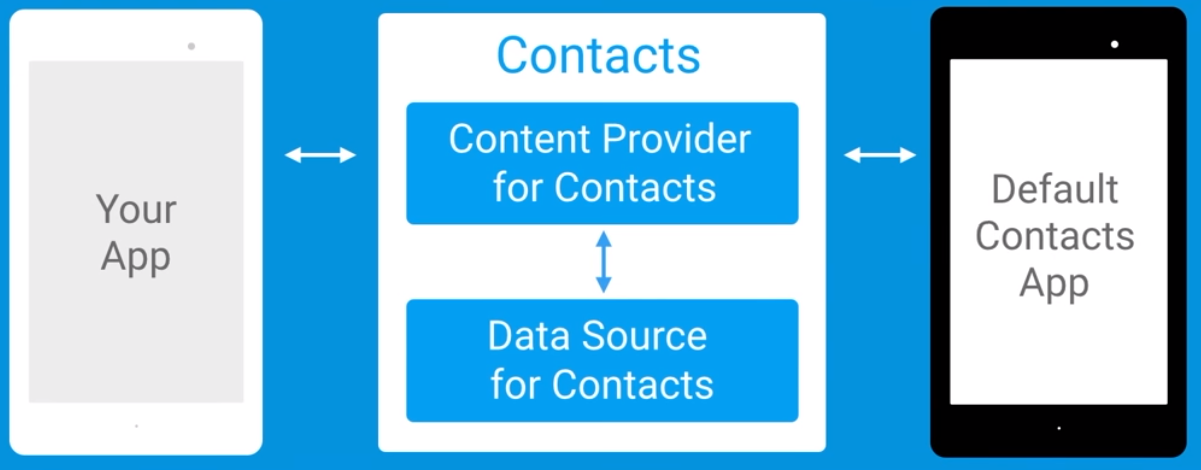 Your
App
Contacts
Content Provider
for Contacts
Data Source
for Contacts
Default
Contacts
App